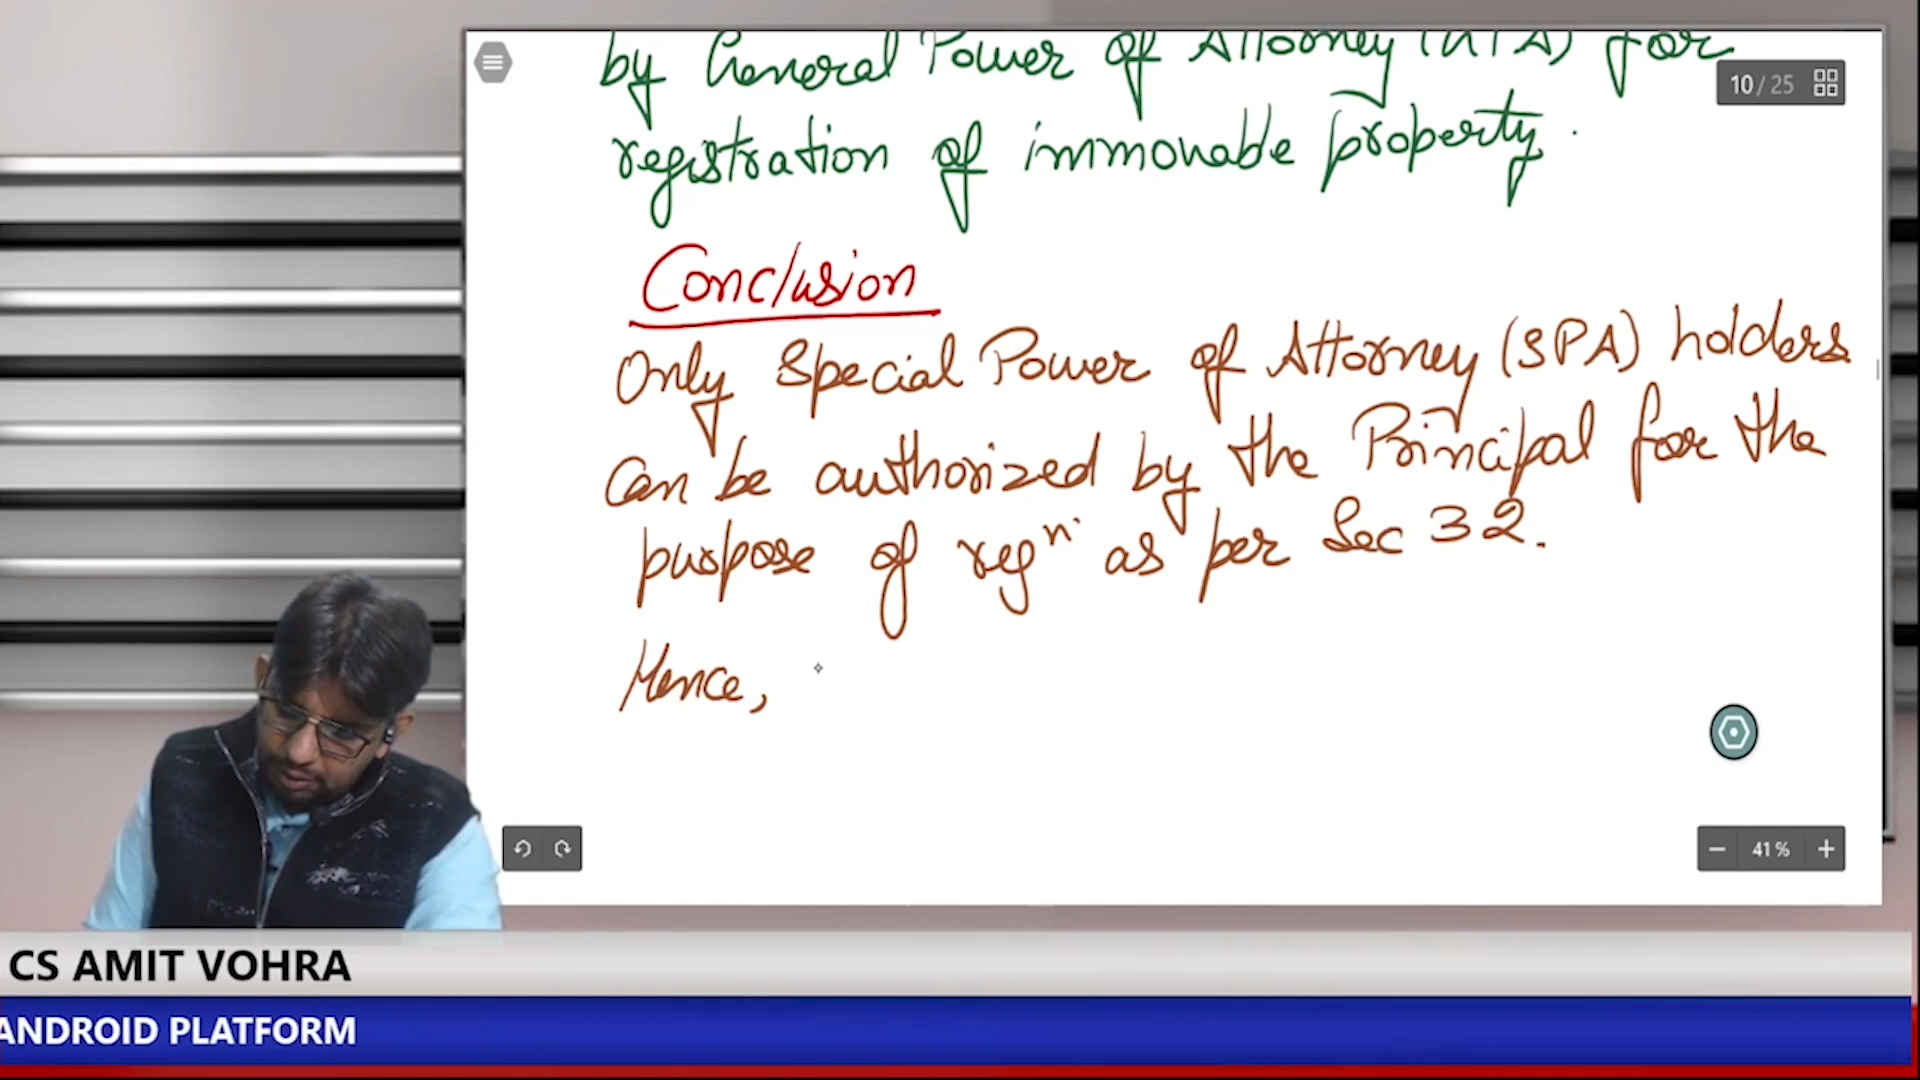 by General Power of Attorney (GPA) for
registration of immovable property.
Conclusion
Only Special Power of Attorney (SPA) holders
can be authorized by the Principal for the
purpose of regn. as per Sec 32.
Hence,
10 / 25
41 %
CS AMIT VOHRA
ANDROID PLATFORM